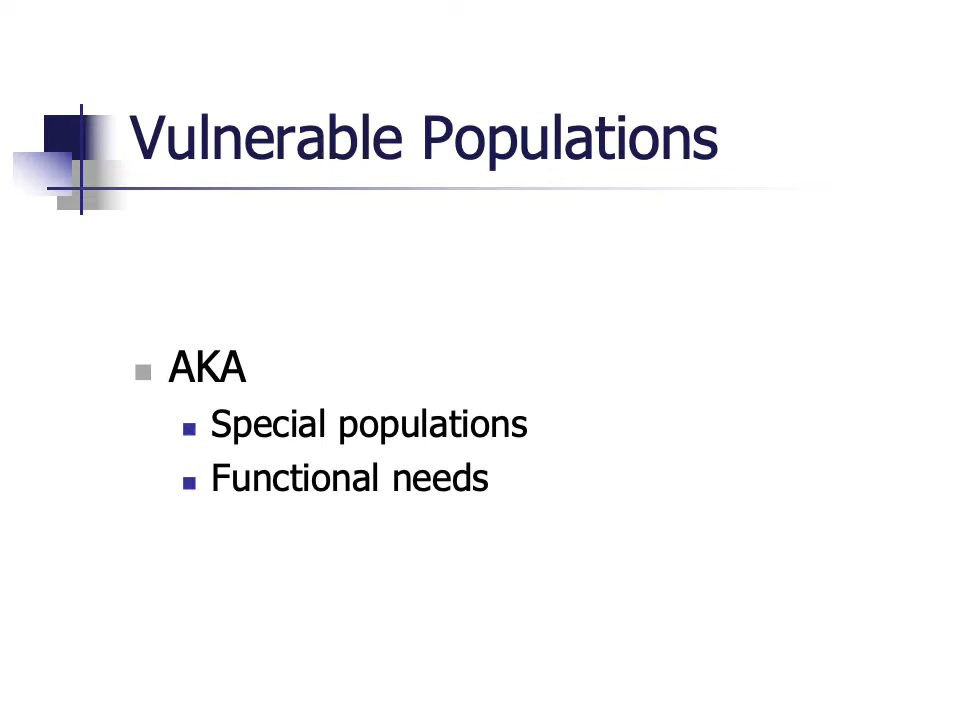 Vulnerable Populations
AKA
Special populations
Functional needs